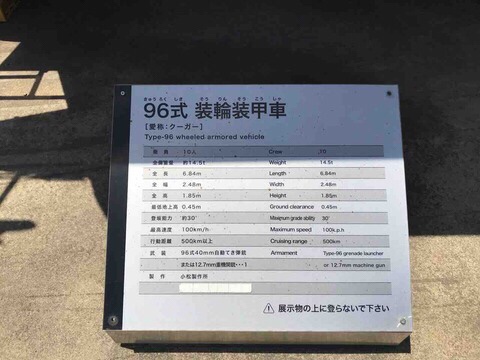 きゅうろく しき そう りん そう こう しゃ
96式 装輪装甲車
[愛称:クーガー]
Type-96 wheeled armored vehicle
乗員 10人 Crew 10
全備重量 約14.5t Weight 14.5t
全長 6.84m Length 6.84m
全幅 2.48m Width 2.48m
全高 1.85m Height 1.85m
最低地上高 0.45m Ground clearance 0.45m
登坂能力 約30° Maximum grade ability 30°
最高速度 100km/h Maximum speed 100k.p.h
行動距離 500km以上 Cruising range 500km
武装 96式40mm自動てき弾銃 Armament Type-96 grenade launcher
または12.7mm重機関銃・・・1 or 12.7mm machine gun
製作 小松製作所
展示物の上に登らないで下さい